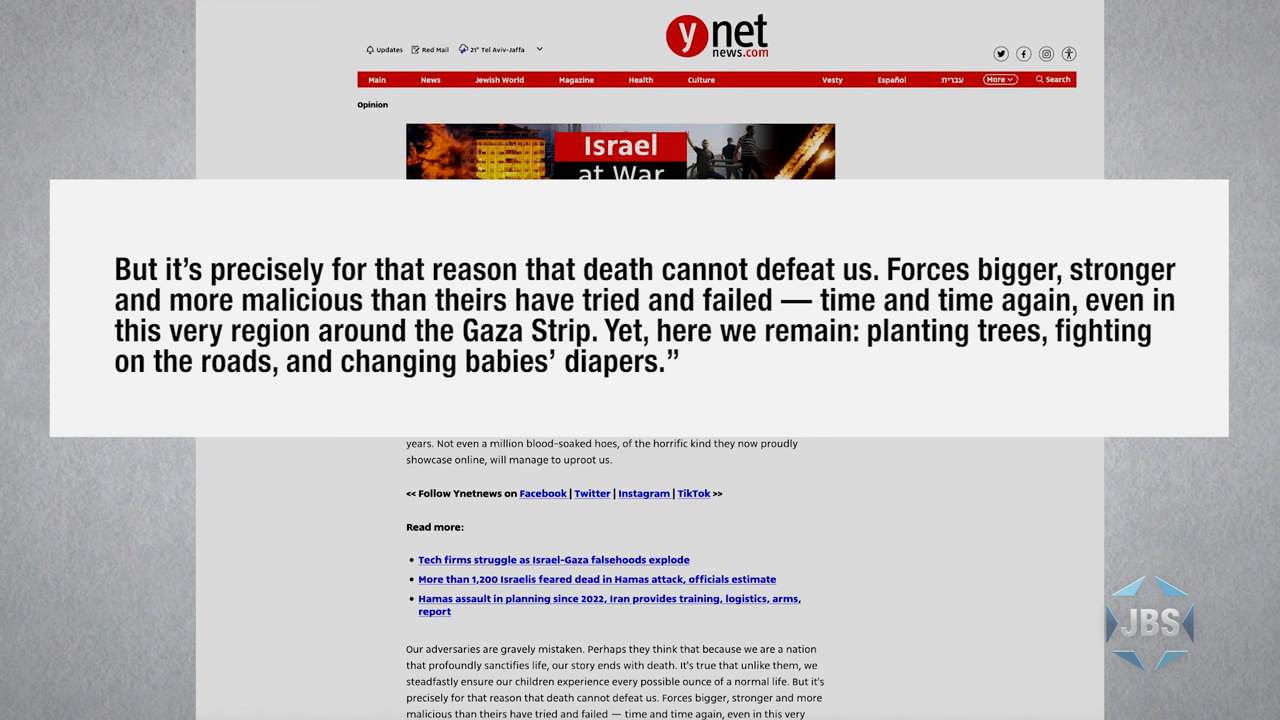 y net
news.com
Updates Red Mail 21° Tel Aviv-Jaffa
Main News Jewish World Magazine Health Culture Vesty Español עברית More Search
Opinion
Israel
at War
But it’s precisely for that reason that death cannot defeat us. Forces bigger, stronger
and more malicious than theirs have tried and failed — time and time again, even in
this very region around the Gaza Strip. Yet, here we remain: planting trees, fighting
on the roads, and changing babies’ diapers.”
years. Not even a million blood-soaked hoes, of the horrific kind they now proudly
showcase online, will manage to uproot us.
<< Follow Ynetnews on Facebook | Twitter | Instagram | TikTok >>
Read more:
• Tech firms struggle as Israel-Gaza falsehoods explode
• More than 1,200 Israelis feared dead in Hamas attack, officials estimate
• Hamas assault in planning since 2022, Iran provides training, logistics, arms,
report
JBS
Our adversaries are gravely mistaken. Perhaps they think that because we are a nation
that profoundly sanctifies life, our story ends with death. It's true that unlike them, we
steadfastly ensure our children experience every possible ounce of a normal life. But it's
precisely for that reason that death cannot defeat us. Forces bigger, stronger and more
malicious than theirs have tried and failed — time and time again, even in this very